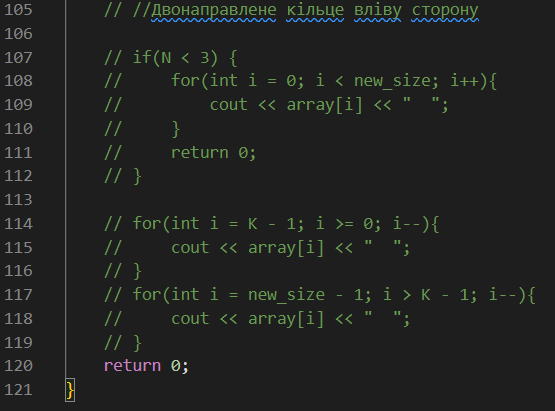 105 // //Двонаправлене кільце вліву сторону
106
107 // if(N < 3) {
108 //     for(int i = 0; i < new_size; i++){
109 //         cout << array[i] << "  ";
110 //     }
111 //     return 0;
112 // }
113
114 // for(int i = K - 1; i >= 0; i--){
115 //     cout << array[i] << "  ";
116 // }
117 // for(int i = new_size - 1; i > K - 1; i--){
118 //     cout << array[i] << "  ";
119 // }
120 return 0;
121 }